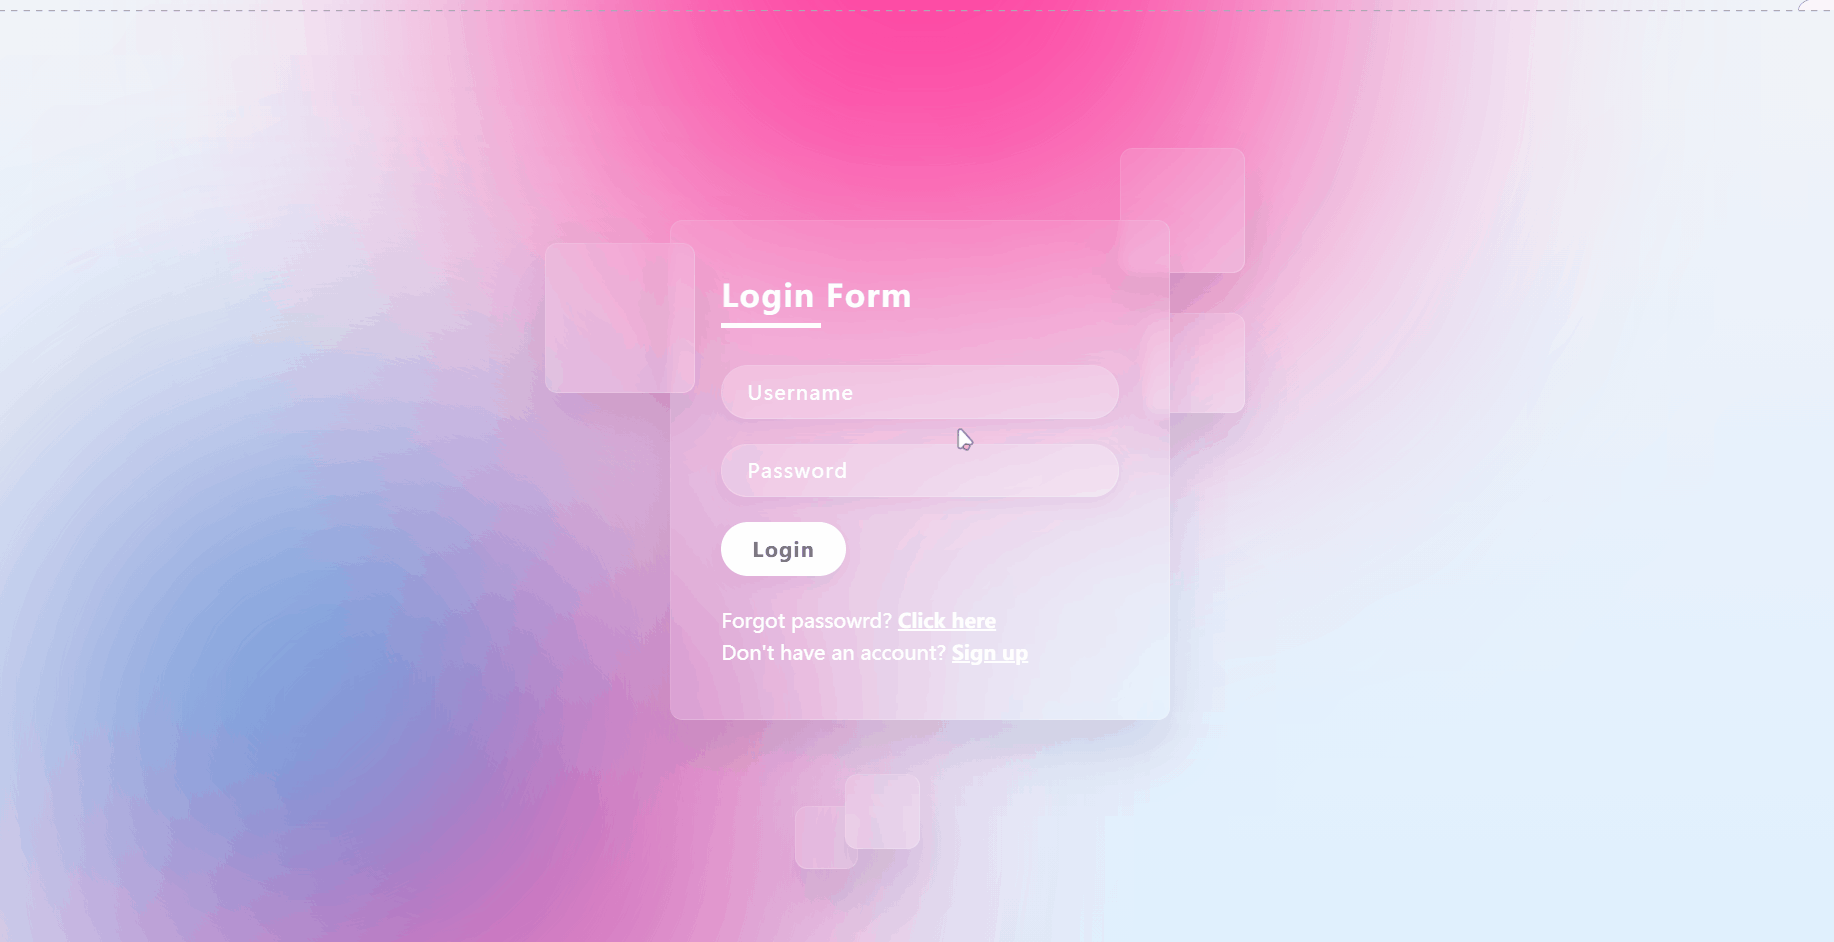 Login Form
Username
Password
Login
Forgot passowrd? Click here
Don't have an account? Sign up